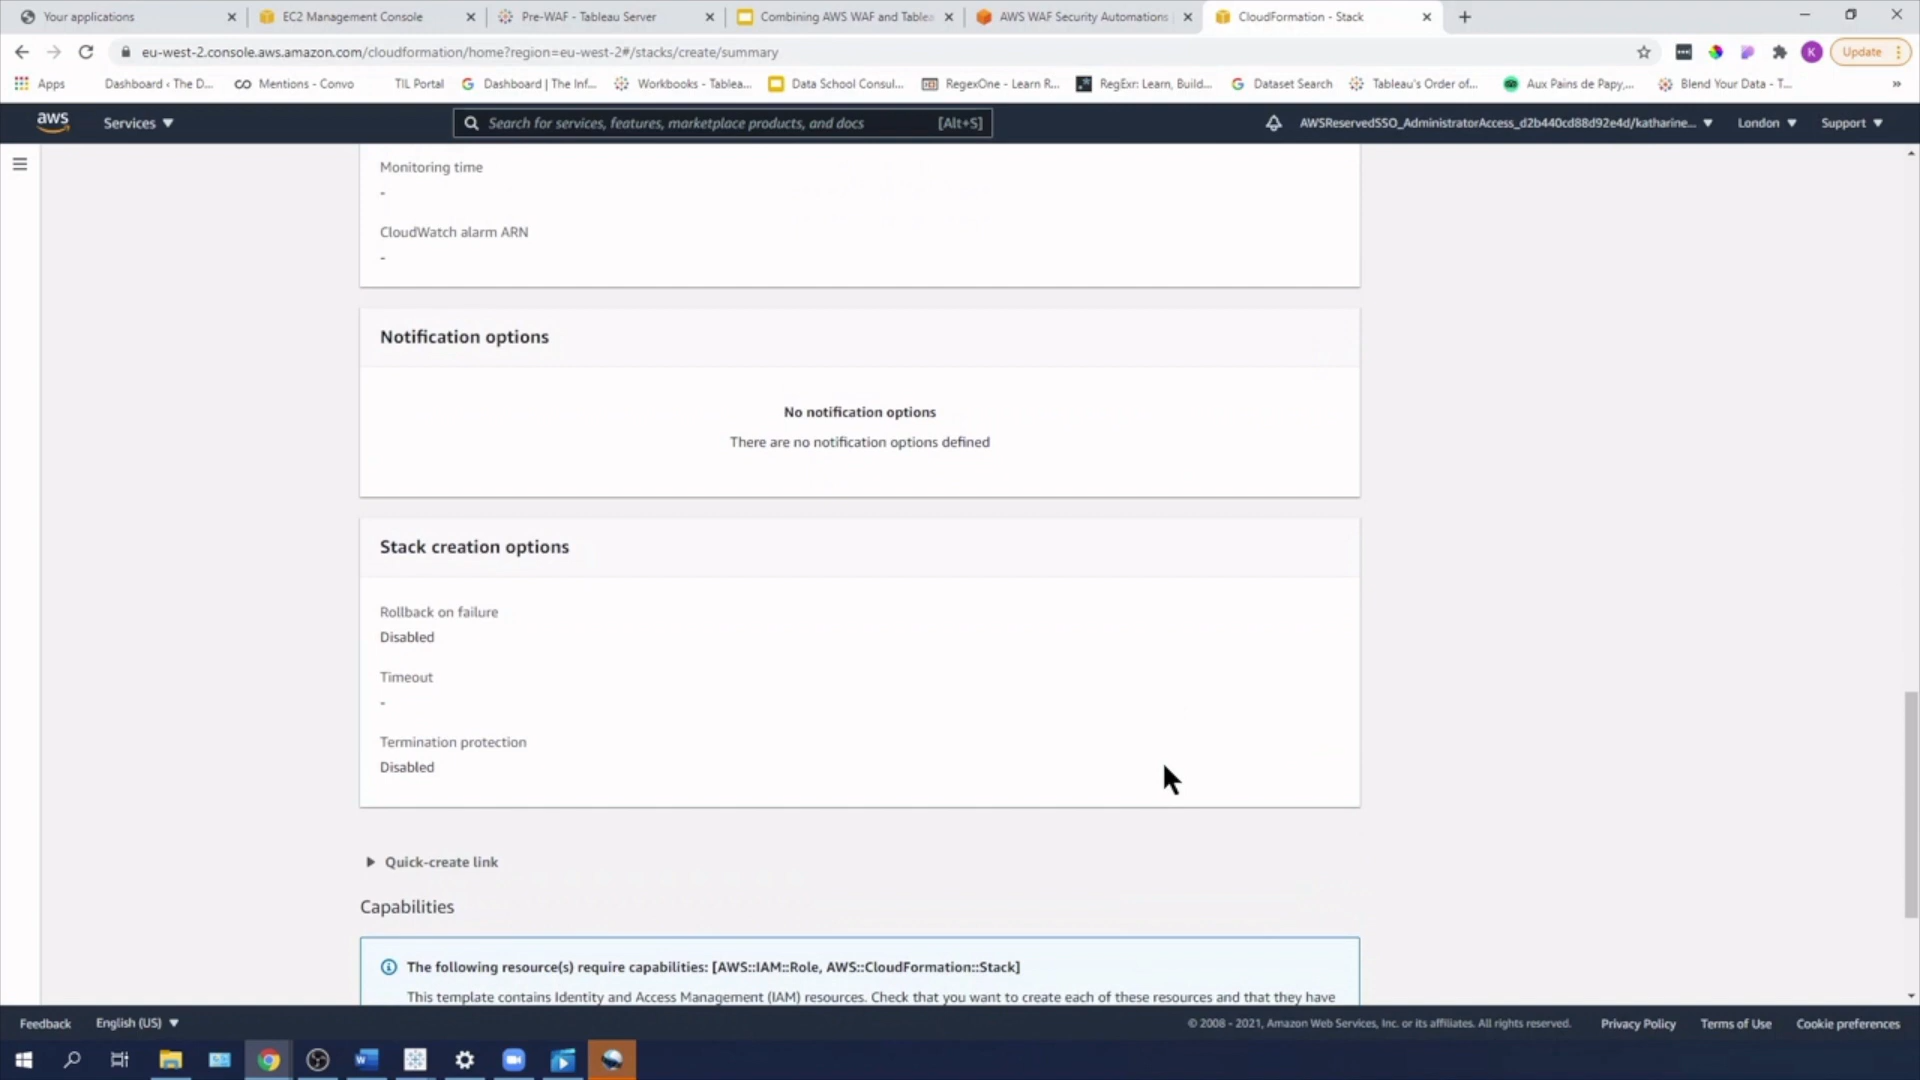 Your applications
EC2 Management Console
Pre-WAF - Tableau Server
Combining AWS WAF and Tablea
AWS WAF Security Automations
CloudFormation - Stack
eu-west-2.console.aws.amazon.com/cloudformation/home?region=eu-west-2#/stacks/create/summary
K
Update
Apps
Dashboard ‹ The D...
Mentions - Convo
TIL Portal
Dashboard | The Inf...
Workbooks - Tablea...
Data School Consul...
RegexOne - Learn R...
RegExr: Learn, Build...
Dataset Search
Tableau's Order of...
Aux Pains de Papy,...
Blend Your Data - T...
»
aws
Services
Search for services, features, marketplace products, and docs
[Alt+S]
AWSReservedSSO_AdministratorAccess_d2b440cd88d92e4d/katharine...
London
Support
Monitoring time
-
CloudWatch alarm ARN
-
Notification options
No notification options
There are no notification options defined
Stack creation options
Rollback on failure
Disabled
Timeout
-
Termination protection
Disabled
Quick-create link
Capabilities
The following resource(s) require capabilities: [AWS::IAM::Role, AWS::CloudFormation::Stack]
This template contains Identity and Access Management (IAM) resources. Check that you want to create each of these resources and that they have
Feedback
English (US)
© 2008 - 2021, Amazon Web Services, Inc. or its affiliates. All rights reserved.
Privacy Policy
Terms of Use
Cookie preferences